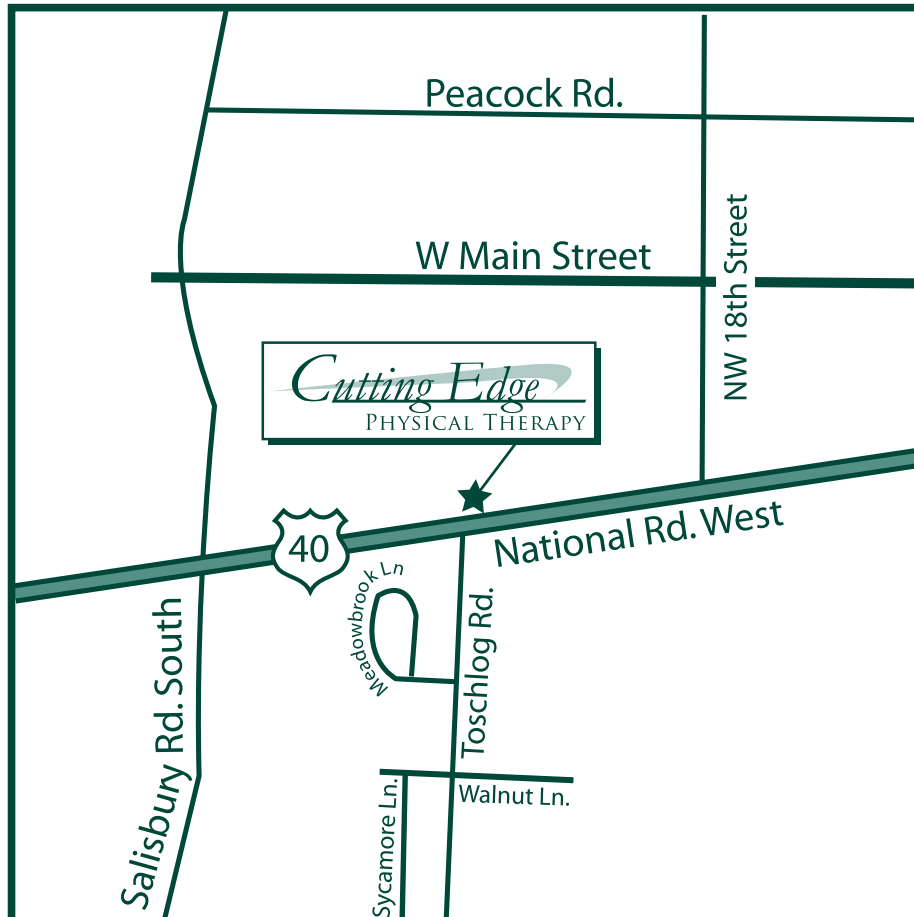 Peacock Rd.
W Main Street
NW 18th Street
Cutting Edge
PHYSICAL THERAPY
40
National Rd. West
Meadowbrook Ln
Toschlog Rd.
Salisbury Rd. South
Walnut Ln.
Sycamore Ln.